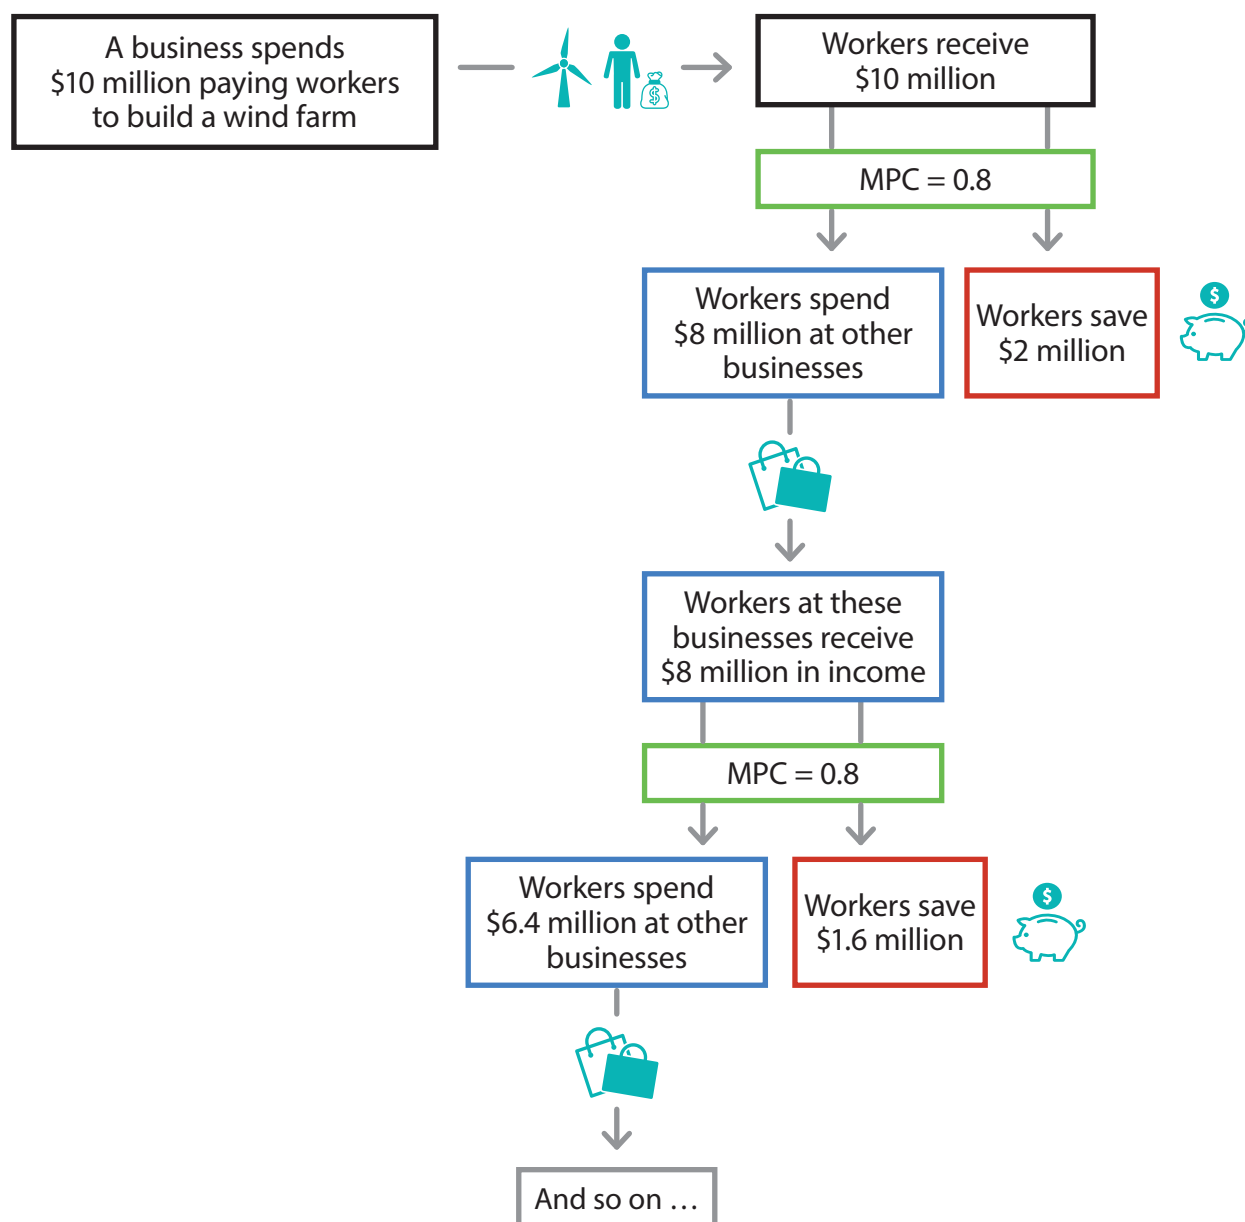 A business spends
$10 million paying workers
to build a wind farm
$
Workers receive
$10 million
MPC = 0.8
Workers spend
$8 million at other
businesses
Workers save
$2 million
$
Workers at these
businesses receive
$8 million in income
MPC = 0.8
Workers spend
$6.4 million at other
businesses
Workers save
$1.6 million
$
And so on …